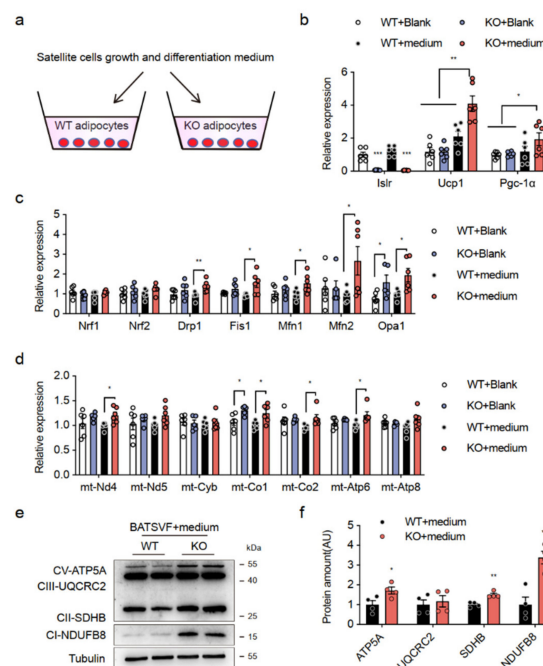 a
Satellite cells growth and differentiation medium
WT adipocytes
KO adipocytes
b
WT+Blank
KO+Blank
WT+medium
KO+medium
Relative expression
6
4
2
0
**
*
***
***
Islr
Ucp1
Pgc-1α
c
Relative expression
4
3
2
1
0
**
*
*
*
*
*
Nrf1
Nrf2
Drp1
Fis1
Mfn1
Mfn2
Opa1
WT+Blank
KO+Blank
WT+medium
KO+medium
d
Relative expression
2.0
1.5
1.0
0.5
0.0
*
*
*
*
*
mt-Nd4
mt-Nd5
mt-Cyb
mt-Co1
mt-Co2
mt-Atp6
mt-Atp8
WT+Blank
KO+Blank
WT+medium
KO+medium
e
BATSVF+medium
WT
KO
kDa
CV-ATP5A
CIII-UQCRC2
CII-SDHB
CI-NDUFB8
Tubulin
55
40
25
15
55
f
WT+medium
KO+medium
Protein amount(AU)
4
3
2
1
0
*
**
ATP5A
UQCRC2
SDHB
NDUFB8